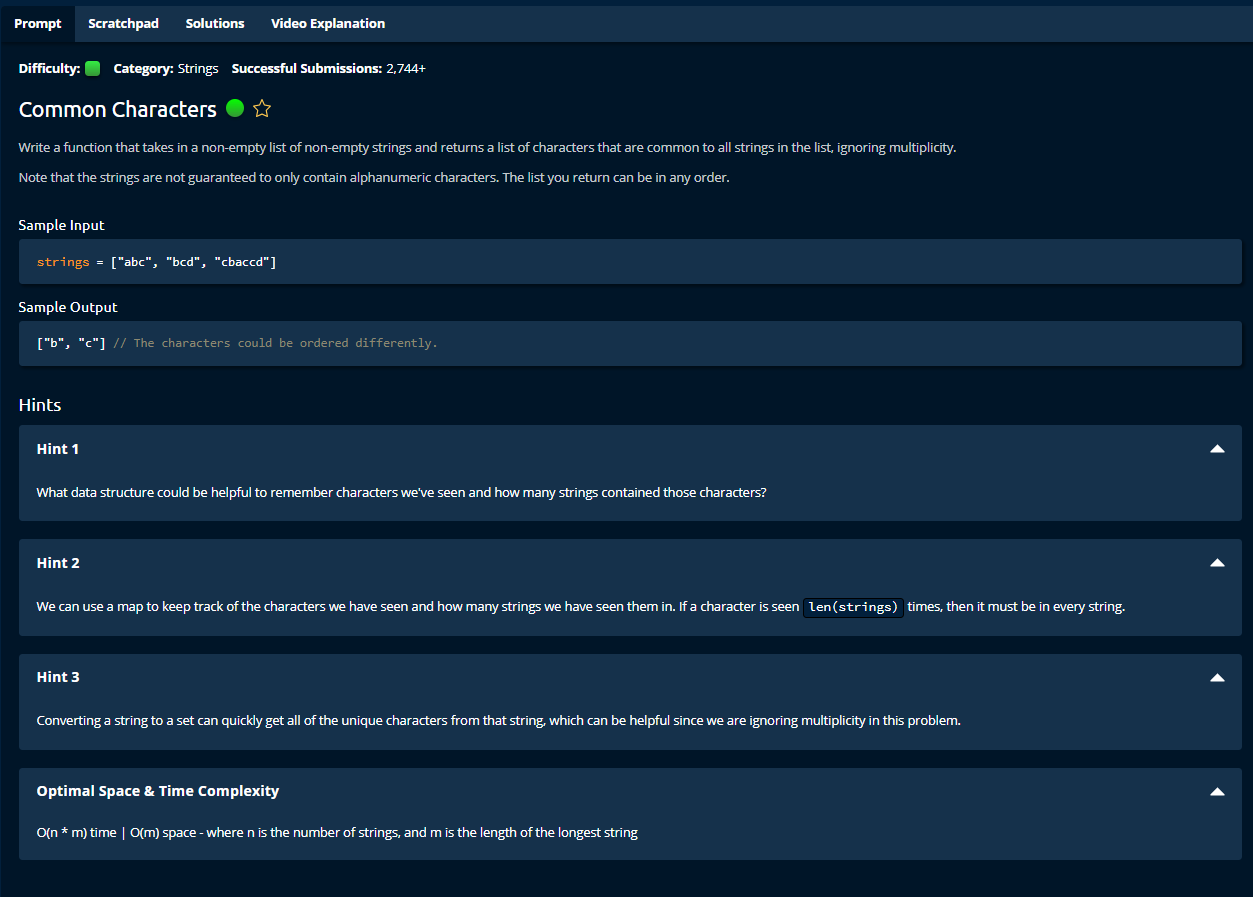 Prompt Scratchpad Solutions Video Explanation
Difficulty: Category: Strings Successful Submissions: 2,744+
Common Characters
Write a function that takes in a non-empty list of non-empty strings and returns a list of characters that are common to all strings in the list, ignoring multiplicity.
Note that the strings are not guaranteed to only contain alphanumeric characters. The list you return can be in any order.
Sample Input
strings = ["abc", "bcd", "cbaccd"]
Sample Output
["b", "c"] // The characters could be ordered differently.
Hints
Hint 1
What data structure could be helpful to remember characters we've seen and how many strings contained those characters?
Hint 2
We can use a map to keep track of the characters we have seen and how many strings we have seen them in. If a character is seen len(strings) times, then it must be in every string.
Hint 3
Converting a string to a set can quickly get all of the unique characters from that string, which can be helpful since we are ignoring multiplicity in this problem.
Optimal Space & Time Complexity
O(n * m) time | O(m) space - where n is the number of strings, and m is the length of the longest string